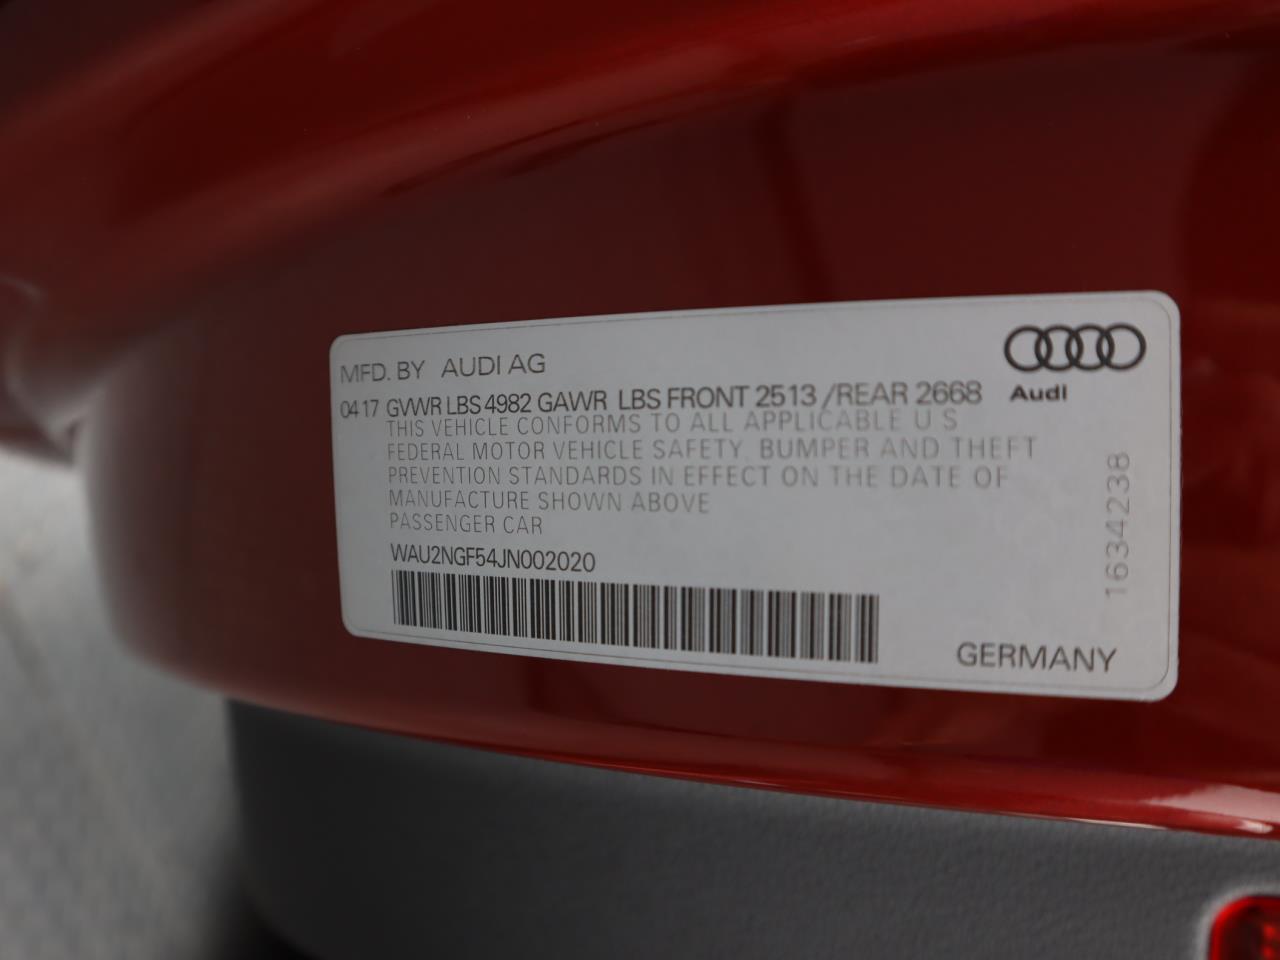 MFD. BY AUDI AG
04 17 GVWR LBS 4982 GAWR LBS FRONT 2513 /REAR 2668
Audi
THIS VEHICLE CONFORMS TO ALL APPLICABLE U S
FEDERAL MOTOR VEHICLE SAFETY, BUMPER AND THEFT
PREVENTION STANDARDS IN EFFECT ON THE DATE OF
MANUFACTURE SHOWN ABOVE
PASSENGER CAR
WAU2NGF54JN002020
1634238
GERMANY